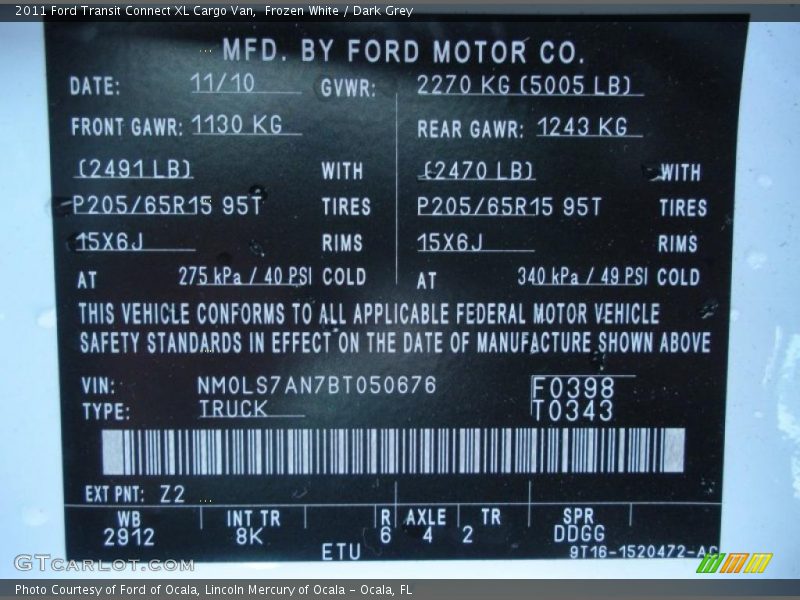 2011 Ford Transit Connect XL Cargo Van,  Frozen White / Dark Grey
MFD. BY FORD MOTOR CO.
DATE: 11/10 GVWR: 2270 KG (5005 LB)
FRONT GAWR: 1130 KG REAR GAWR: 1243 KG
(2491 LB) WITH (2470 LB) WITH
P205/65R15 95T TIRES P205/65R15 95T TIRES
15X6J RIMS 15X6J RIMS
AT 275 kPa / 40 PSI COLD AT 340 kPa / 49 PSI COLD
THIS VEHICLE CONFORMS TO ALL APPLICABLE FEDERAL MOTOR VEHICLE
SAFETY STANDARDS IN EFFECT ON THE DATE OF MANUFACTURE SHOWN ABOVE
VIN: NM0LS7AN7BT050676 F0398
TYPE: TRUCK T0343
EXT PNT: Z2
WB INT TR R AXLE TR SPR
2912 8K 6 4 2 DDGG
ETU 9T16-1520472-AC
GTCARLOT.COM
Photo Courtesy of Ford of Ocala, Lincoln Mercury of Ocala - Ocala, FL